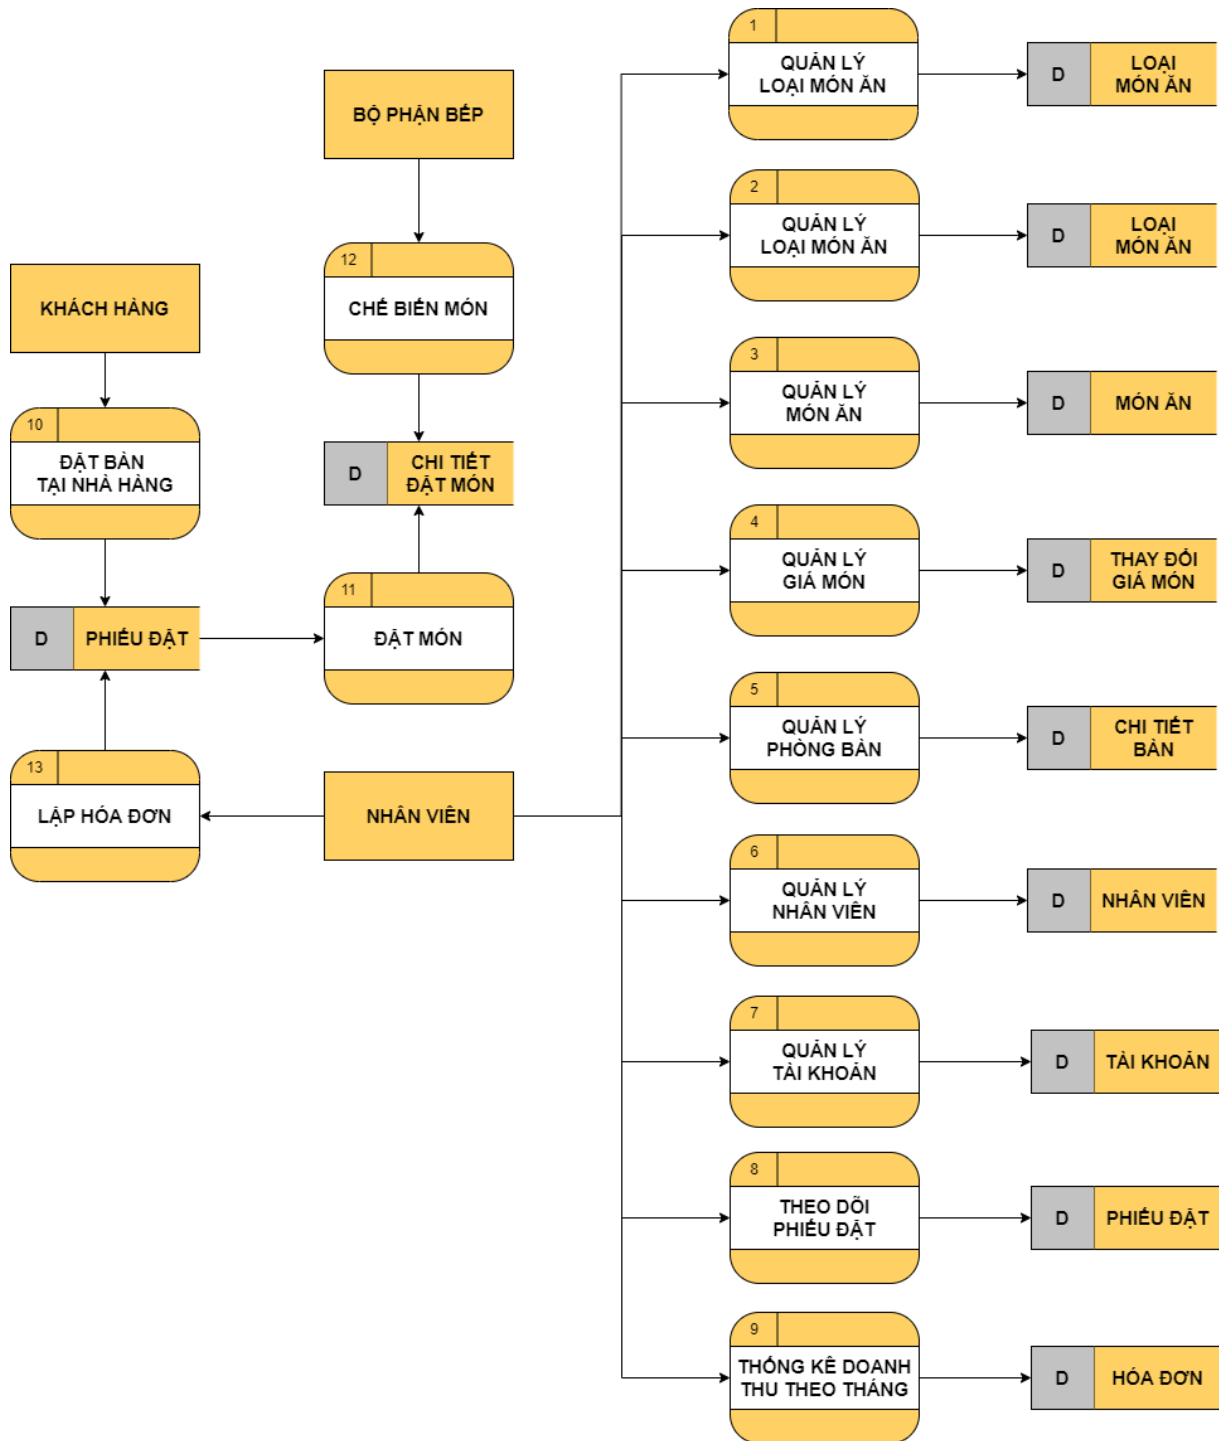 1
QUẢN LÝ
LOẠI MÓN ĂN
D
LOẠI
MÓN ĂN
BỘ PHẬN BẾP
2
QUẢN LÝ
LOẠI MÓN ĂN
D
LOẠI
MÓN ĂN
12
CHẾ BIẾN MÓN
KHÁCH HÀNG
3
QUẢN LÝ
MÓN ĂN
D
MÓN ĂN
10
ĐẶT BÀN
TẠI NHÀ HÀNG
D
CHI TIẾT
ĐẶT MÓN
4
QUẢN LÝ
GIÁ MÓN
D
THAY ĐỔI
GIÁ MÓN
11
ĐẶT MÓN
D
PHIẾU ĐẶT
5
QUẢN LÝ
PHÒNG BÀN
D
CHI TIẾT
BÀN
13
LẬP HÓA ĐƠN
NHÂN VIÊN
6
QUẢN LÝ
NHÂN VIÊN
D
NHÂN VIÊN
7
QUẢN LÝ
TÀI KHOẢN
D
TÀI KHOẢN
8
THEO DÕI
PHIẾU ĐẶT
D
PHIẾU ĐẶT
9
THỐNG KÊ DOANH
THU THEO THÁNG
D
HÓA ĐƠN